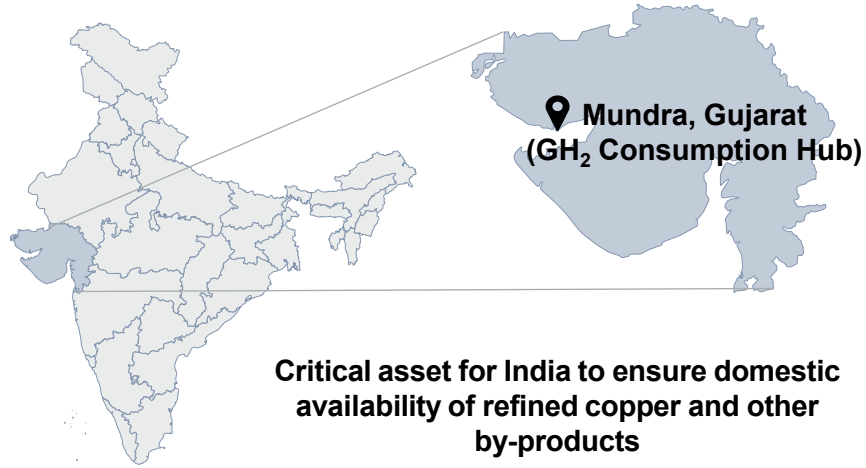 Mundra, Gujarat
(GH₂ Consumption Hub)
Critical asset for India to ensure domestic
availability of refined copper and other
by-products